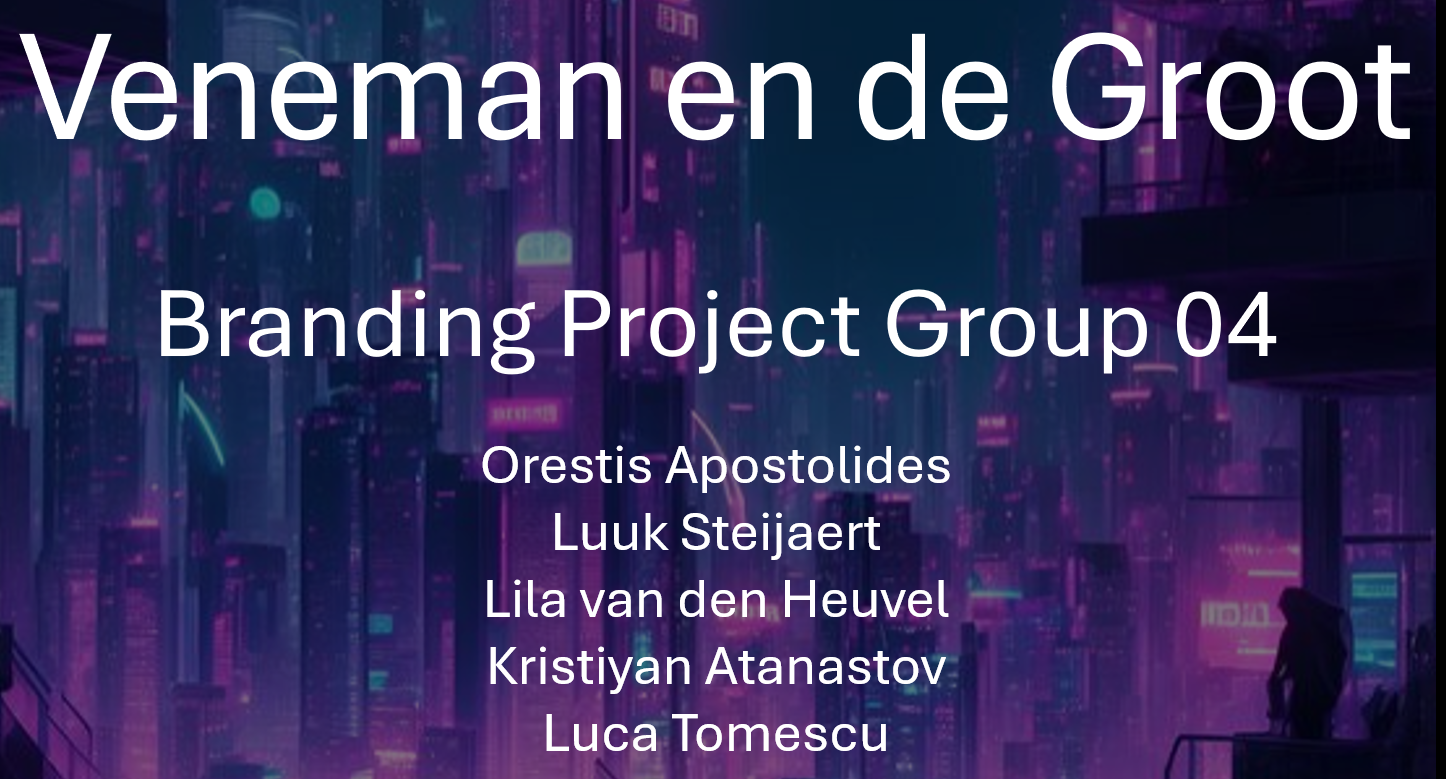 Veneman en de Groot
Branding Project Group 04
Orestis Apostolides
Luuk Steijaert
Lila van den Heuvel
Kristiyan Atanastov
Luca Tomescu